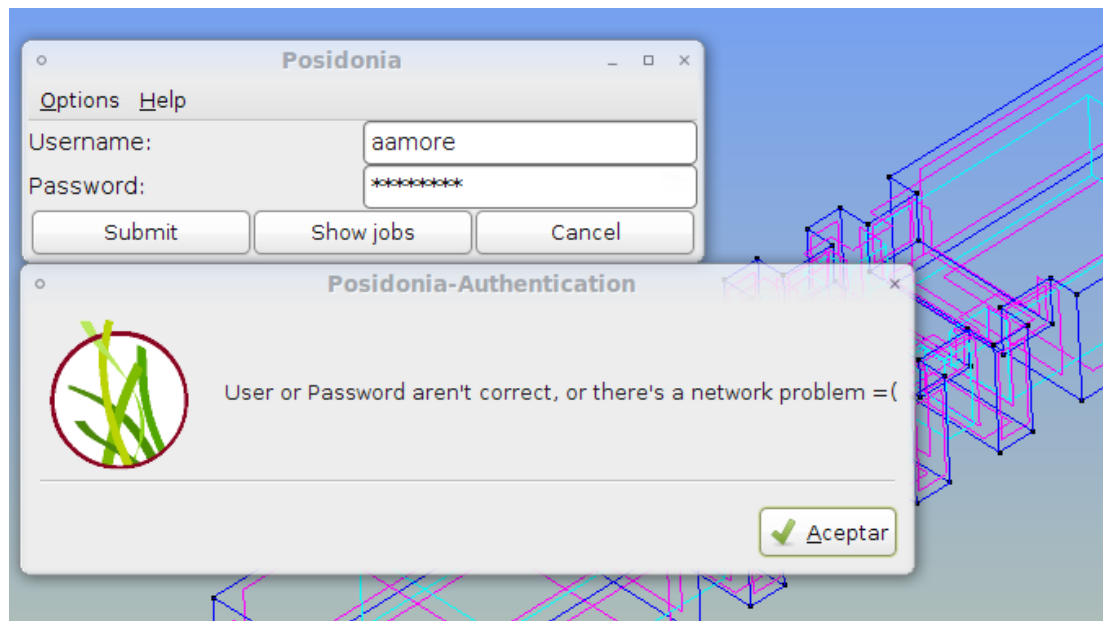 Posidonia
Options Help
Username: aamore
Password: ********
Submit Show jobs Cancel
Posidonia-Authentication
User or Password aren't correct, or there's a network problem =(
Aceptar